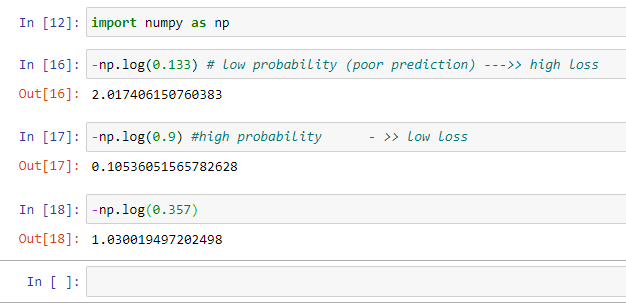 In [12]: import numpy as np
In [16]: -np.log(0.133) # low probability (poor prediction) --->> high loss
Out[16]: 2.017406150760383
In [17]: -np.log(0.9) #high probability      - >> low loss
Out[17]: 0.10536051565782628
In [18]: -np.log(0.357)
Out[18]: 1.030019497202498
In [ ]: